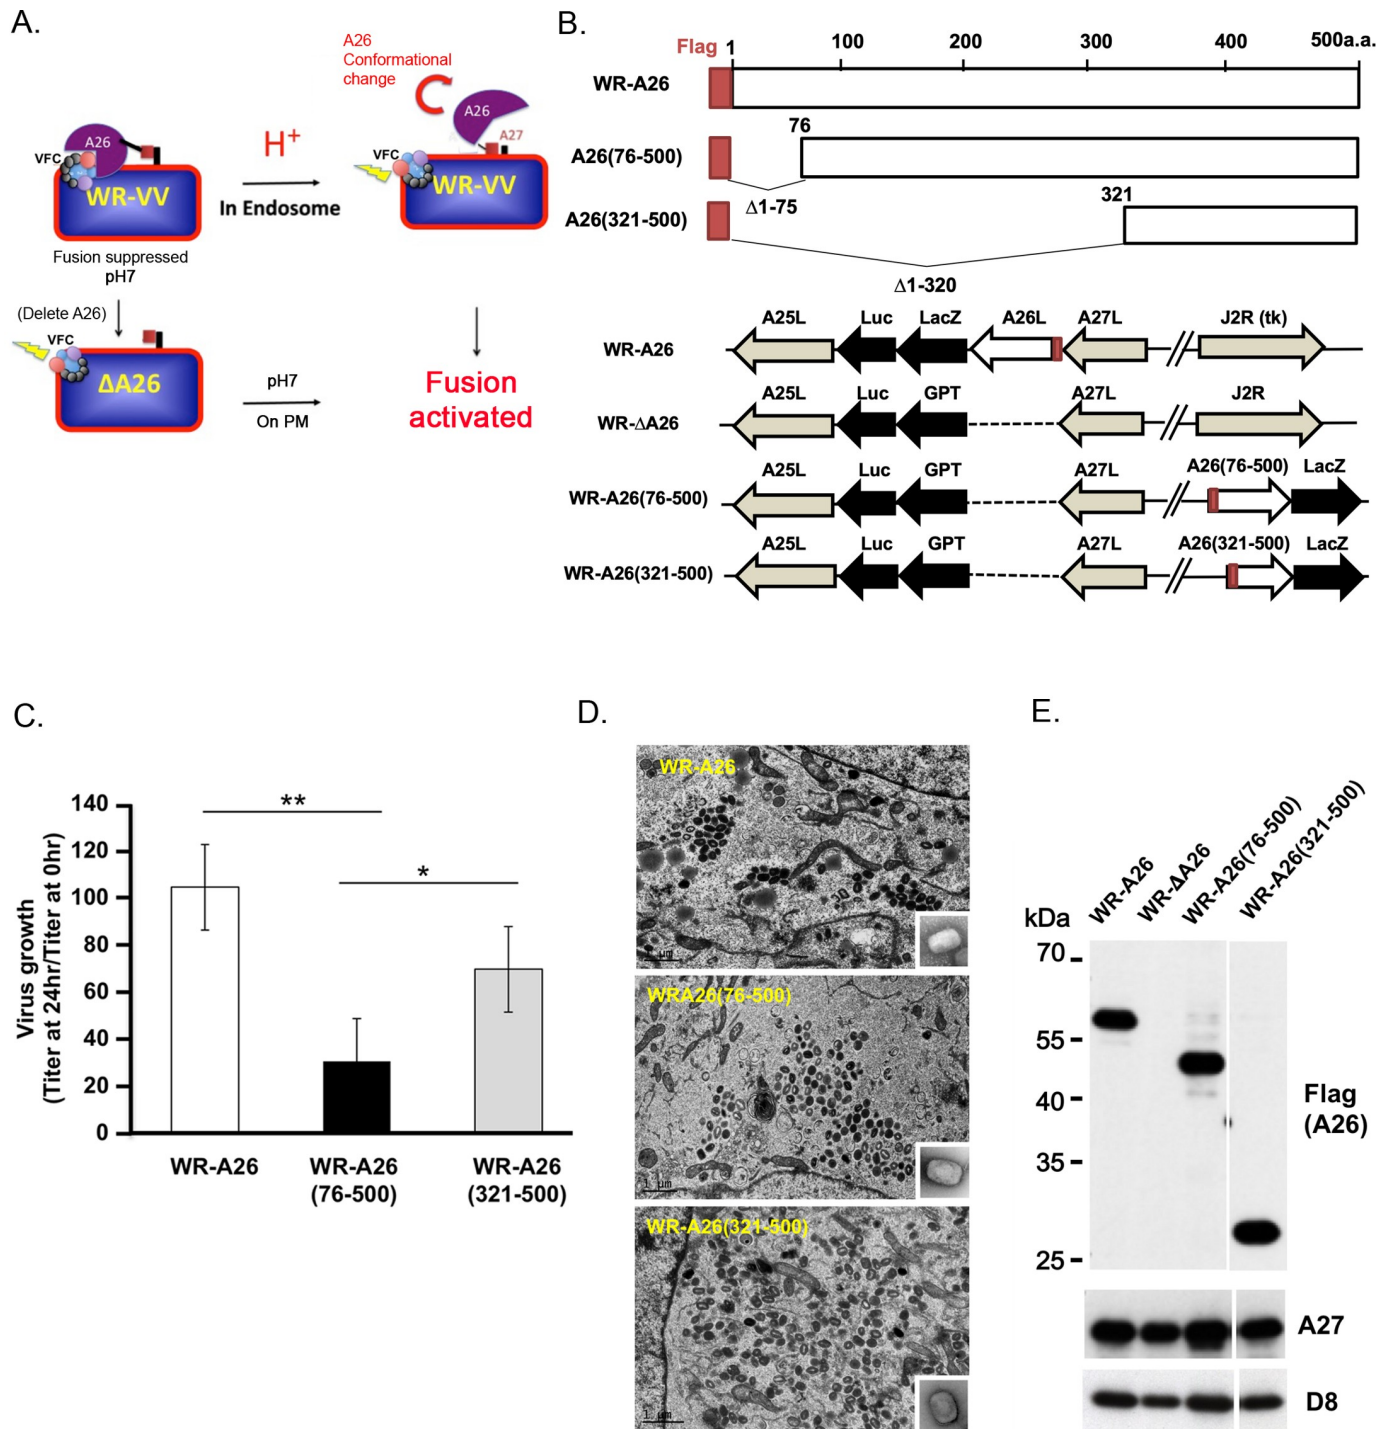 A.
A26
Conformational
change
A26
VFC
WR-VV
H+
In Endosome
A26
A27
VFC
WR-VV
Fusion suppressed
pH7
(Delete A26)
VFC
ΔA26
pH7
On PM
Fusion
activated
B.
Flag
1 100 200 300 400 500a.a.
WR-A26
76
A26(76-500)
Δ1-75
321
A26(321-500)
Δ1-320
A25L Luc LacZ A26L A27L J2R (tk)
WR-A26
A25L Luc GPT A27L J2R
WR-ΔA26
A25L Luc GPT A27L A26(76-500) LacZ
WR-A26(76-500)
A25L Luc GPT A27L A26(321-500) LacZ
WR-A26(321-500)
C.
Virus growth
(Titer at 24hr/Titer at 0hr)
140
120
100
80
60
40
20
0
**
*
WR-A26
WR-A26
(76-500)
WR-A26
(321-500)
D.
WR-A26
1 μm
WRA26(76-500)
1 μm
WR-A26(321-500)
1 μm
E.
WR-A26
WR-ΔA26
WR-A26(76-500)
WR-A26(321-500)
kDa
70
55
40
35
25
Flag
(A26)
A27
D8